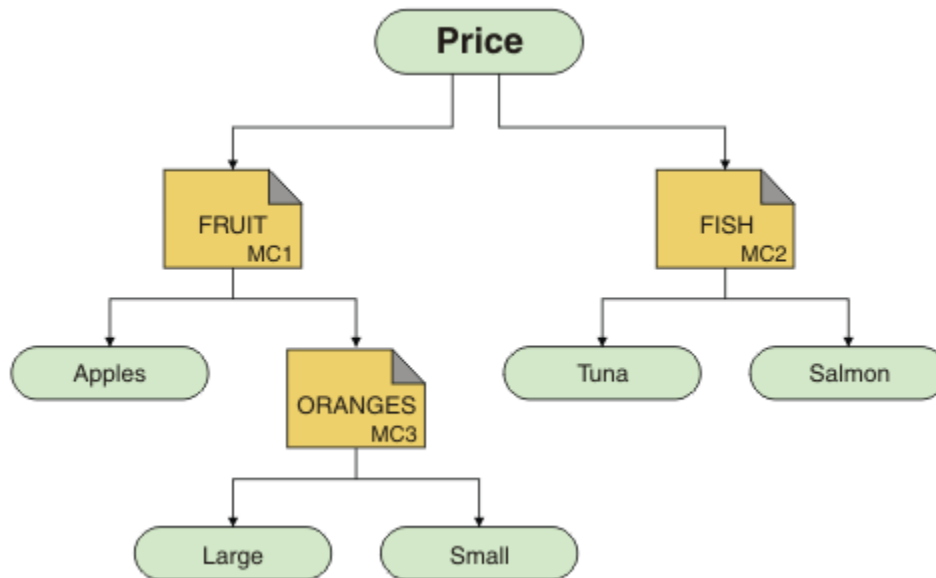 Price
FRUIT
MC1
FISH
MC2
Apples
ORANGES
MC3
Tuna
Salmon
Large
Small